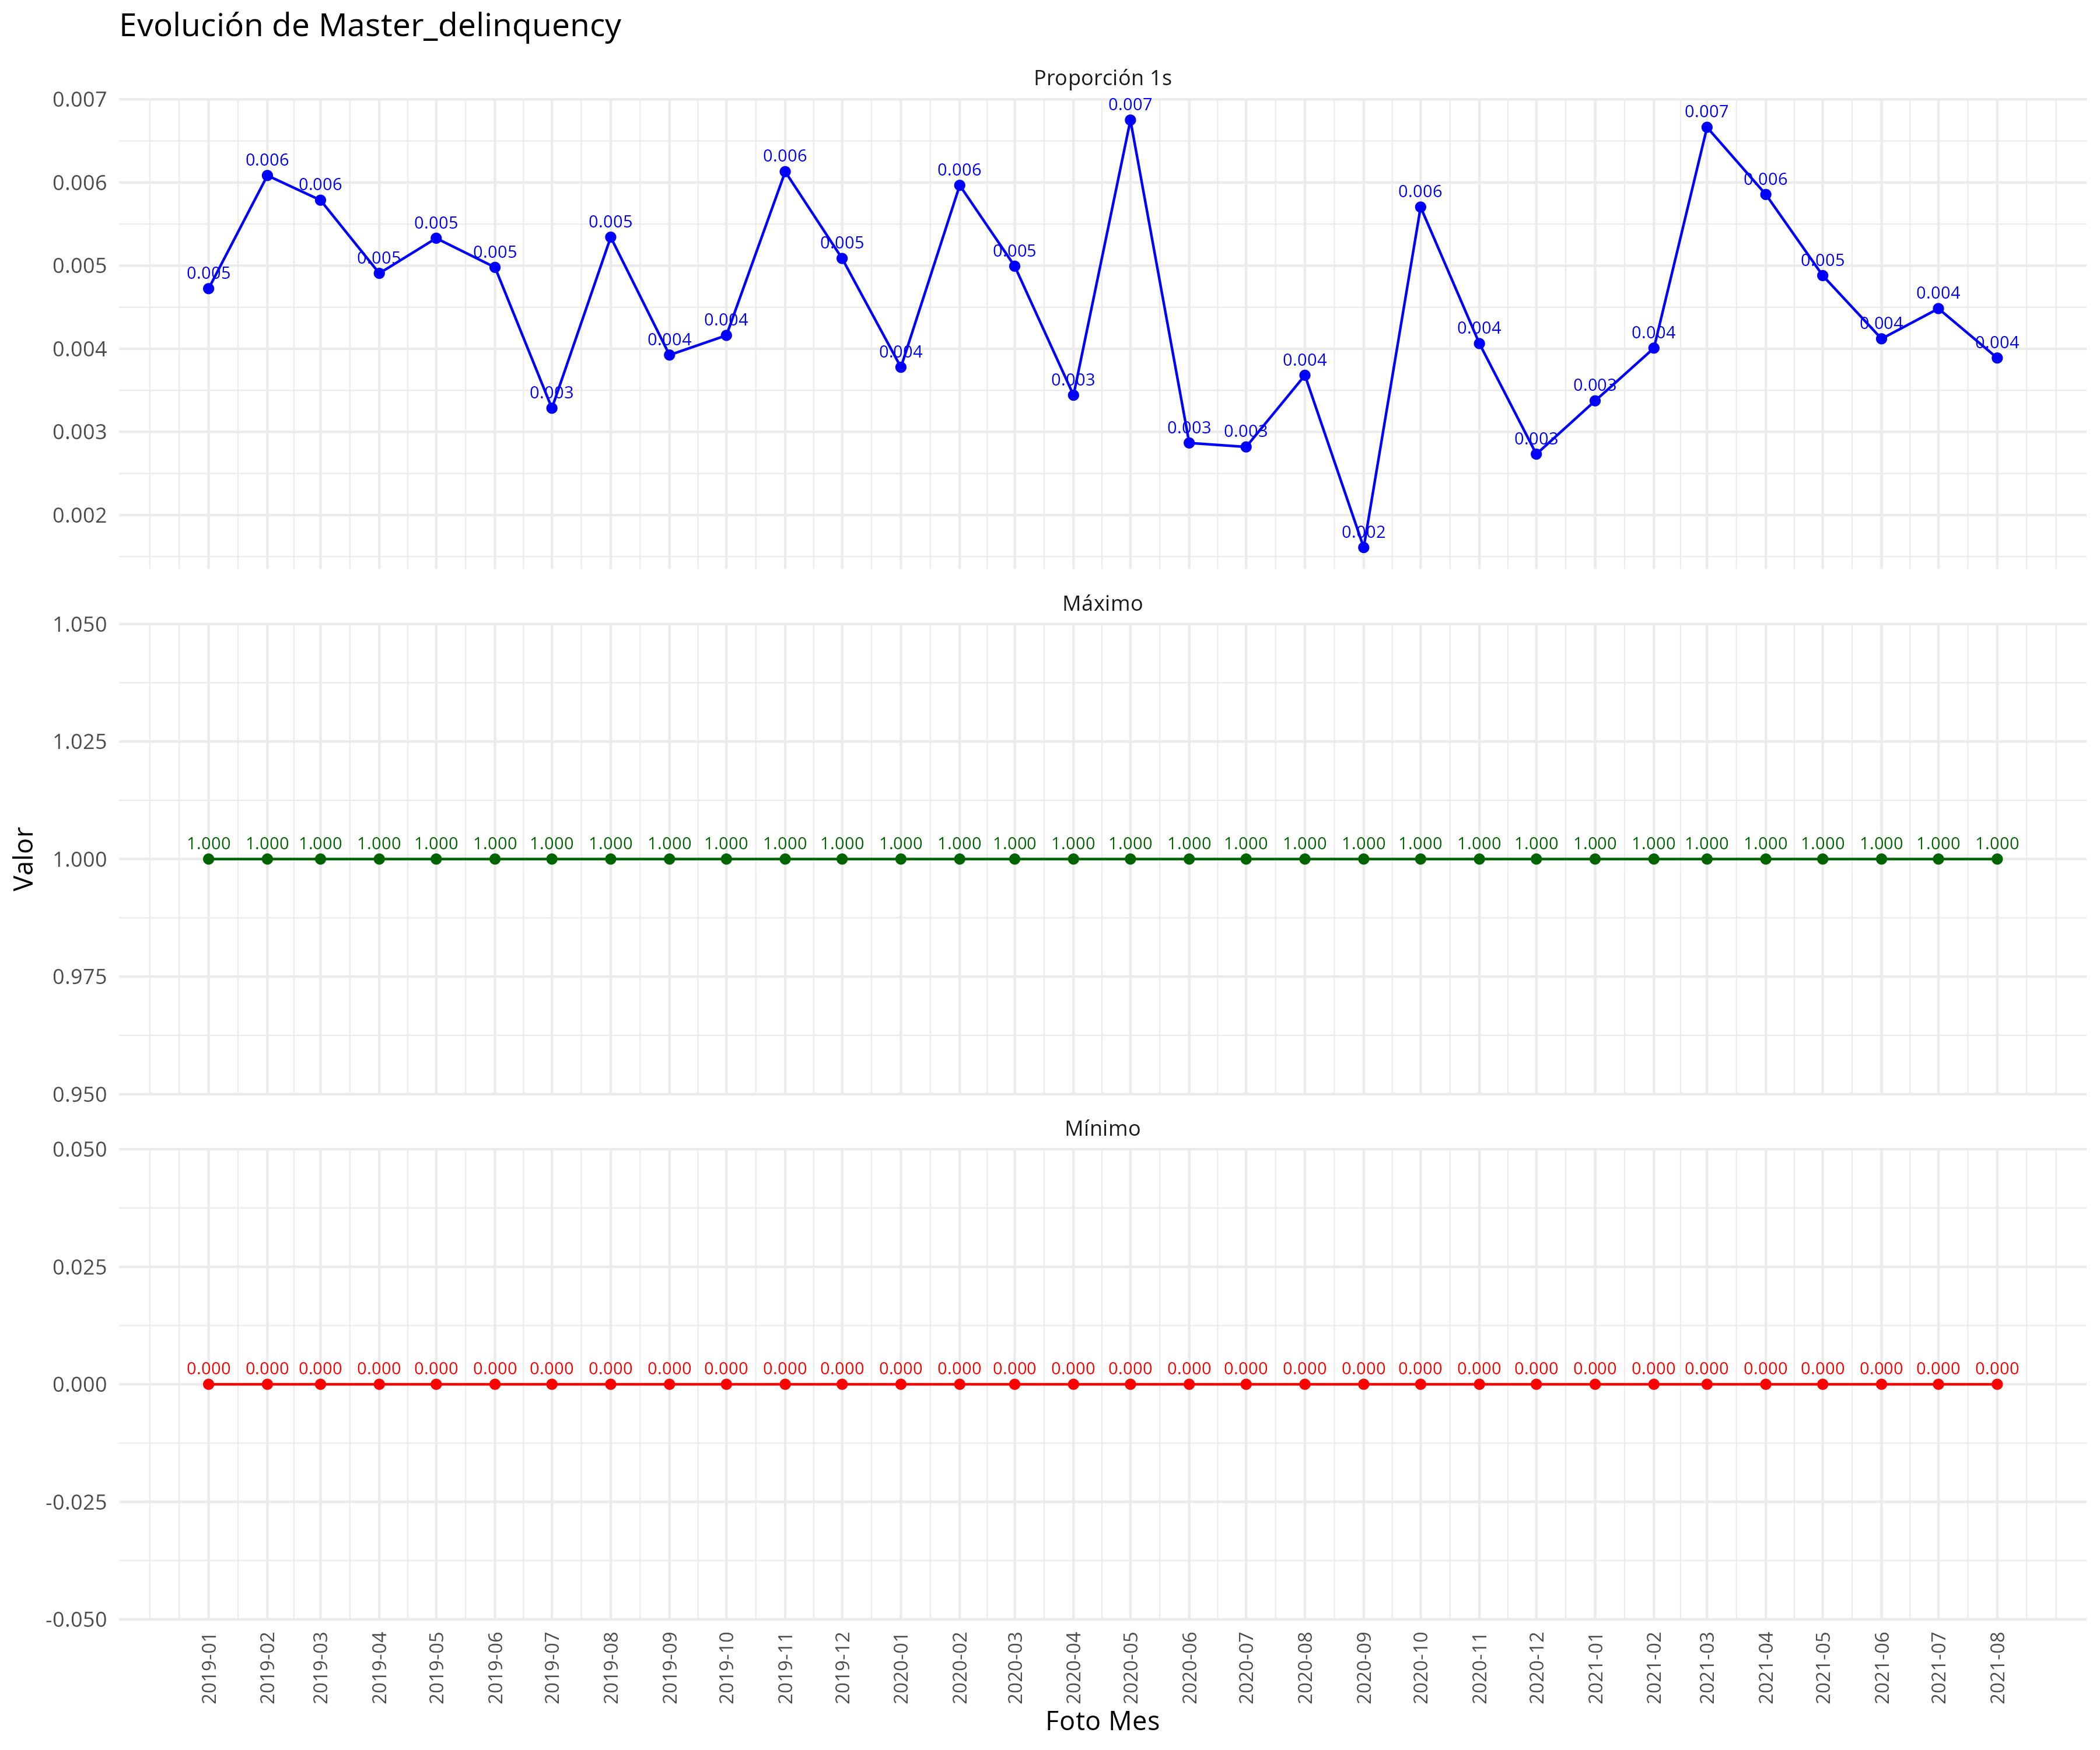 Evolución de Master_delinquency
Proporción 1s
0.007
0.006
0.005
0.004
0.003
0.002
0.005 0.006 0.006 0.005 0.005 0.005 0.003 0.005 0.004 0.004 0.006 0.005 0.004 0.006 0.005 0.003 0.007 0.003 0.003 0.004 0.002 0.006 0.004 0.003 0.003 0.004 0.007 0.006 0.005 0.004 0.004 0.004
Máximo
1.050
1.025
1.000
0.975
0.950
1.000 1.000 1.000 1.000 1.000 1.000 1.000 1.000 1.000 1.000 1.000 1.000 1.000 1.000 1.000 1.000 1.000 1.000 1.000 1.000 1.000 1.000 1.000 1.000 1.000 1.000 1.000 1.000 1.000 1.000 1.000 1.000
Valor
Mínimo
0.050
0.025
0.000
-0.025
-0.050
0.000 0.000 0.000 0.000 0.000 0.000 0.000 0.000 0.000 0.000 0.000 0.000 0.000 0.000 0.000 0.000 0.000 0.000 0.000 0.000 0.000 0.000 0.000 0.000 0.000 0.000 0.000 0.000 0.000 0.000 0.000 0.000
2019-01 2019-02 2019-03 2019-04 2019-05 2019-06 2019-07 2019-08 2019-09 2019-10 2019-11 2019-12 2020-01 2020-02 2020-03 2020-04 2020-05 2020-06 2020-07 2020-08 2020-09 2020-10 2020-11 2020-12 2021-01 2021-02 2021-03 2021-04 2021-05 2021-06 2021-07 2021-08
Foto Mes